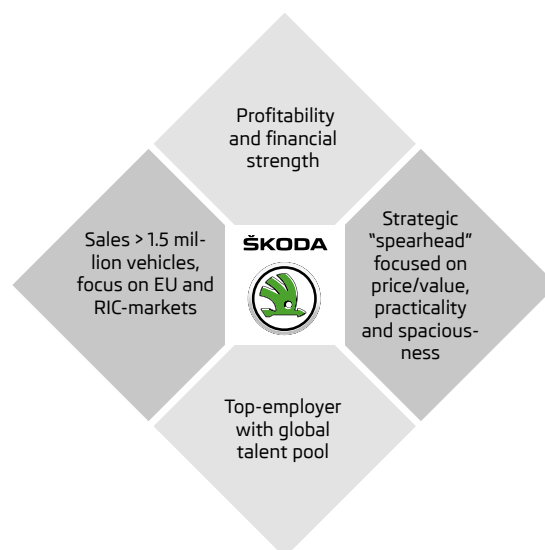 Profitability
and financial
strength
Sales > 1.5 mil-
lion vehicles,
focus on EU and
RIC-markets
ŠKODA
Strategic
“spearhead”
focused on
price/value,
practicality
and spacious-
ness
Top-employer
with global
talent pool